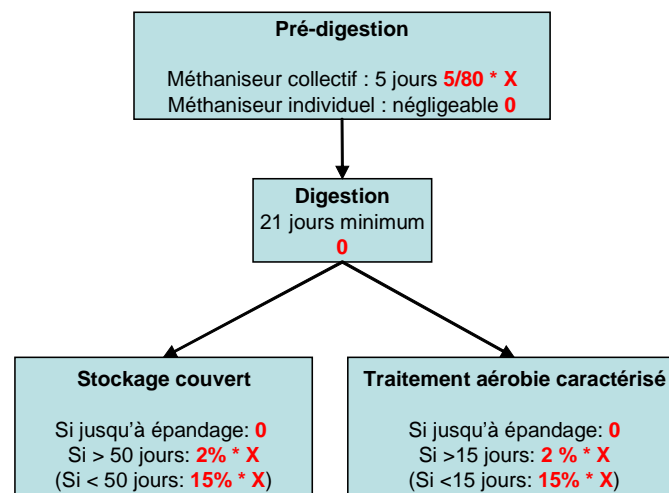 Pré-digestion
Méthaniseur collectif : 5 jours 5/80 * X
Méthaniseur individuel : négligeable 0
Digestion
21 jours minimum
0
Stockage couvert
Si jusqu'à épandage: 0
Si > 50 jours: 2% * X
(Si < 50 jours: 15% * X)
Traitement aérobie caractérisé
Si jusqu'à épandage: 0
Si >15 jours: 2 % * X
(Si <15 jours: 15% * X)